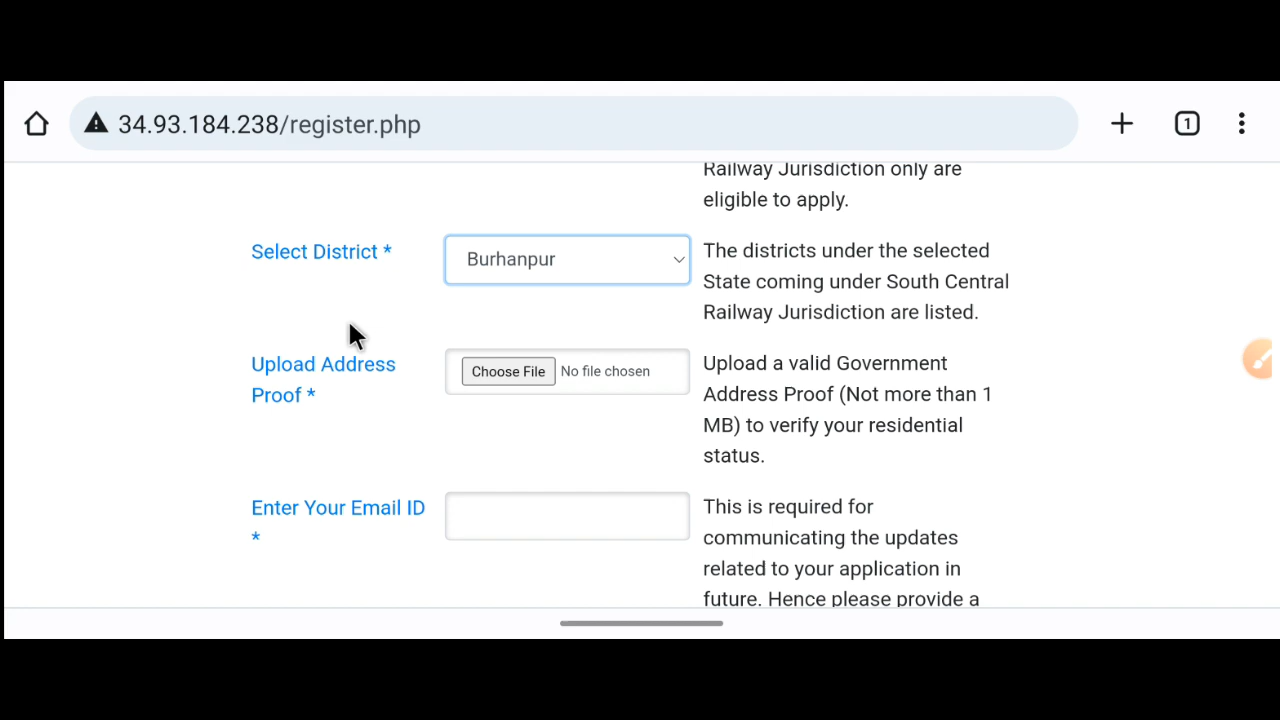 34.93.184.238/register.php
1
Railway Jurisdiction only are
eligible to apply.
Select District *
Burhanpur
The districts under the selected
State coming under South Central
Railway Jurisdiction are listed.
Upload Address
Proof *
Choose File No file chosen
Upload a valid Government
Address Proof (Not more than 1
MB) to verify your residential
status.
Enter Your Email ID
*
This is required for
communicating the updates
related to your application in
future. Hence please provide a